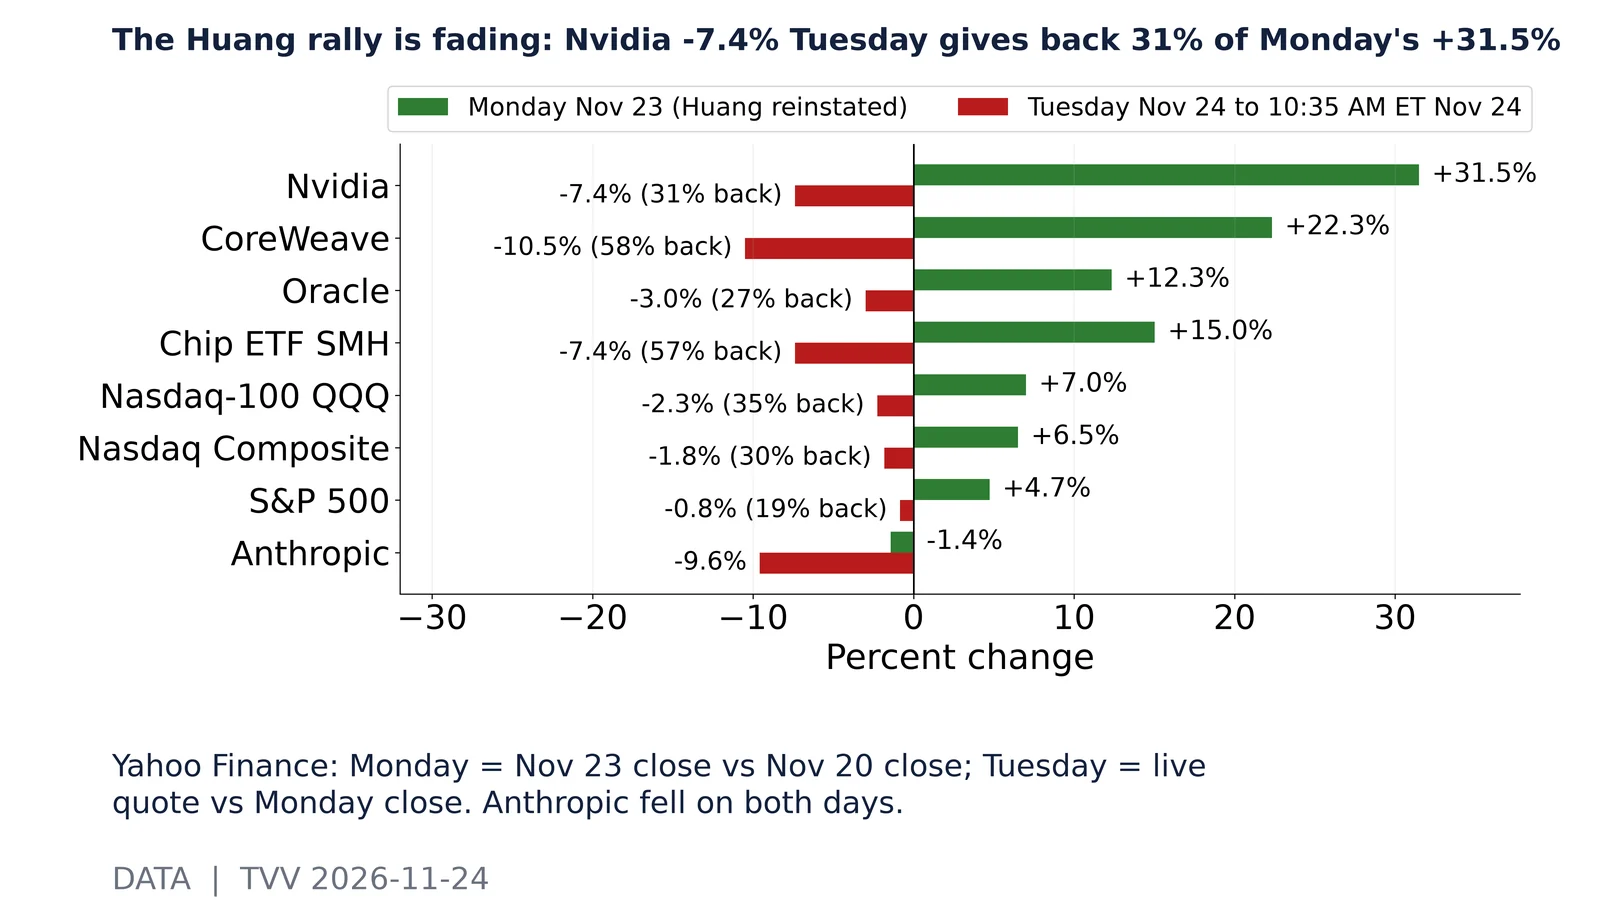 The Huang rally is fading: Nvidia -7.4% Tuesday gives back 31% of Monday's +31.5%
Monday Nov 23 (Huang reinstated)
Tuesday Nov 24 to 10:35 AM ET Nov 24
Nvidia
-7.4% (31% back)
+31.5%
CoreWeave
-10.5% (58% back)
+22.3%
Oracle
-3.0% (27% back)
+12.3%
Chip ETF SMH
-7.4% (57% back)
+15.0%
Nasdaq-100 QQQ
-2.3% (35% back)
+7.0%
Nasdaq Composite
-1.8% (30% back)
+6.5%
S&P 500
-0.8% (19% back)
+4.7%
Anthropic
-9.6%
-1.4%
−30 −20 −10 0 10 20 30
Percent change
Yahoo Finance: Monday = Nov 23 close vs Nov 20 close; Tuesday = live
quote vs Monday close. Anthropic fell on both days.
DATA | TVV 2026-11-24